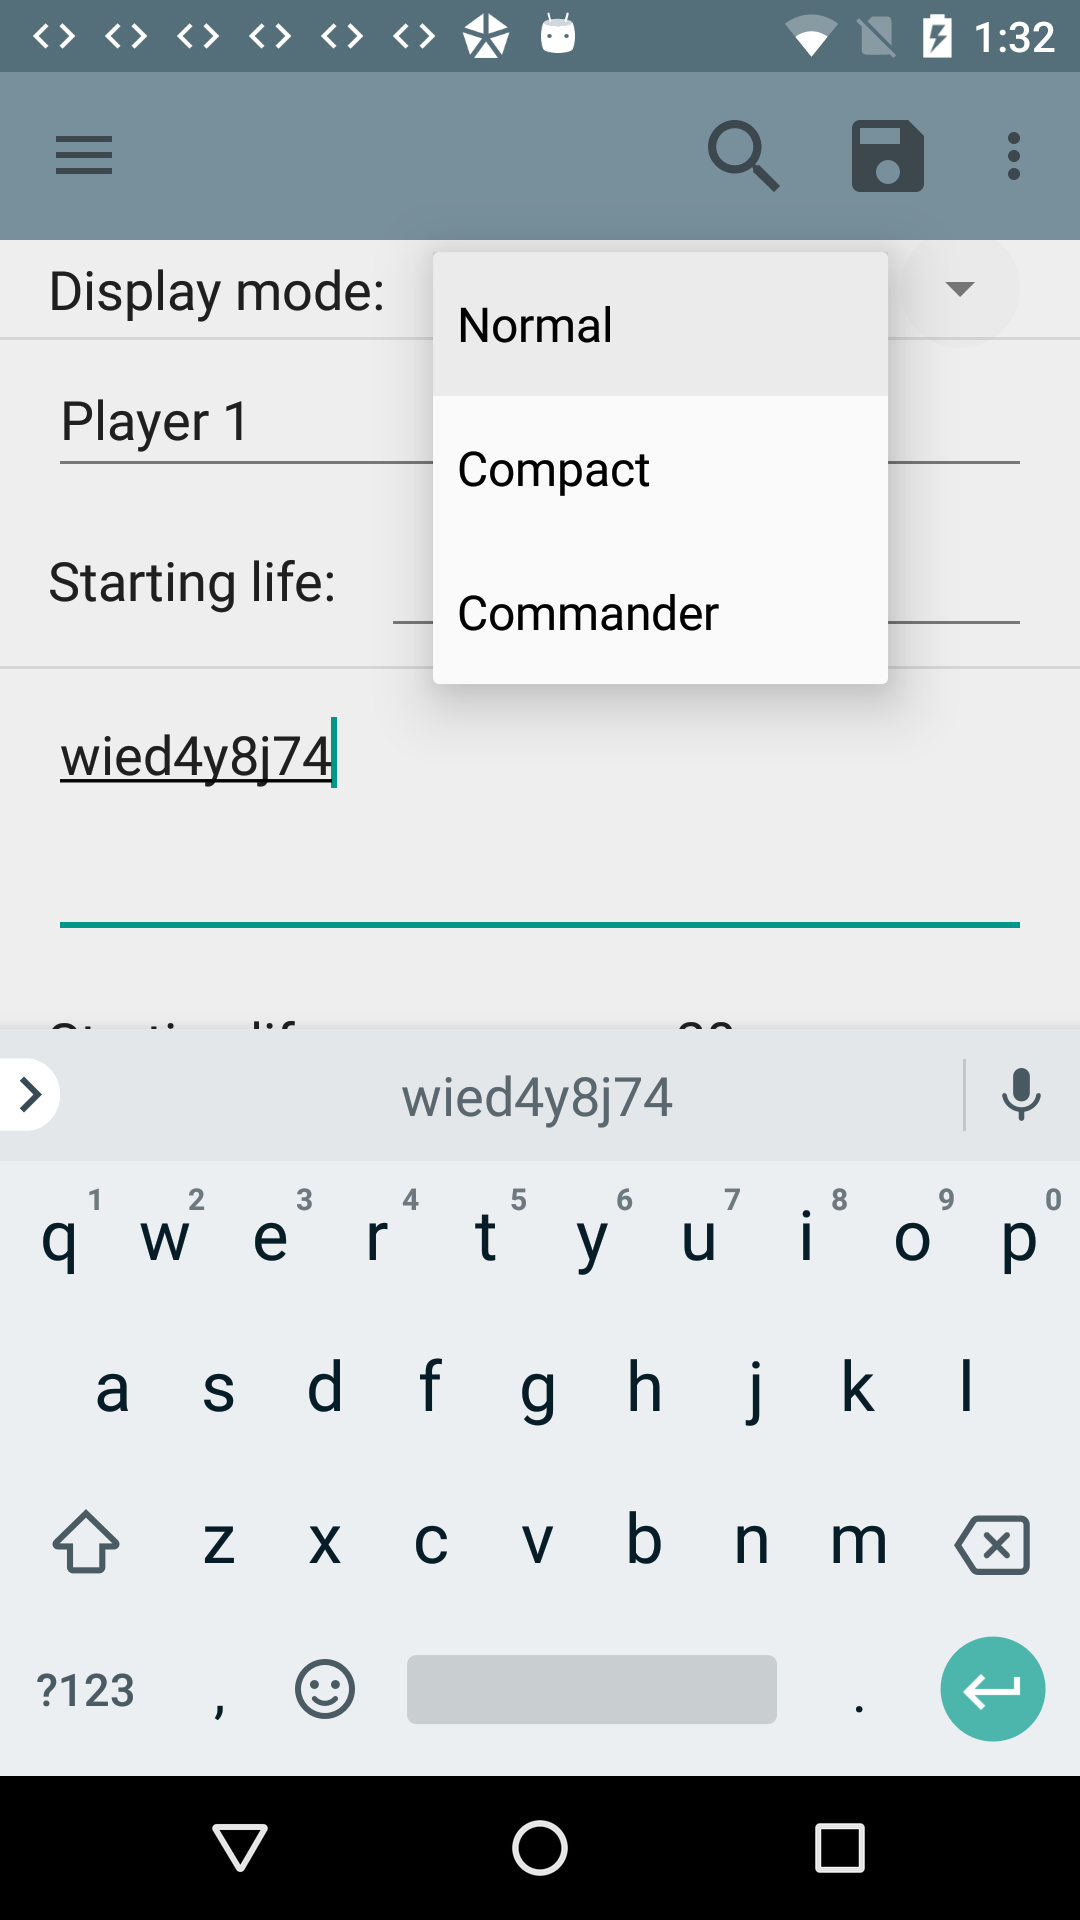 1:32
Display mode:
Normal
Player 1
Compact
Starting life:
Commander
wied4y8j74
wied4y8j74
1 2 3 4 5 6 7 8 9 0
q w e r t y u i o p
a s d f g h j k l
z x c v b n m
?123 , .